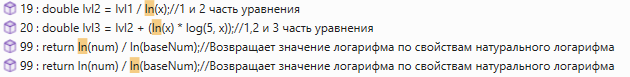 19 : double lvl2 = lvl1 / ln(x);//1 и 2 часть уравнения
20 : double lvl3 = lvl2 + (ln(x) * log(5, x));//1,2 и 3 часть уравнения
99 : return ln(num) / ln(baseNum);//Возвращает значение логарифма по свойствам натурального логарифма
99 : return ln(num) / ln(baseNum);//Возвращает значение логарифма по свойствам натурального логарифма